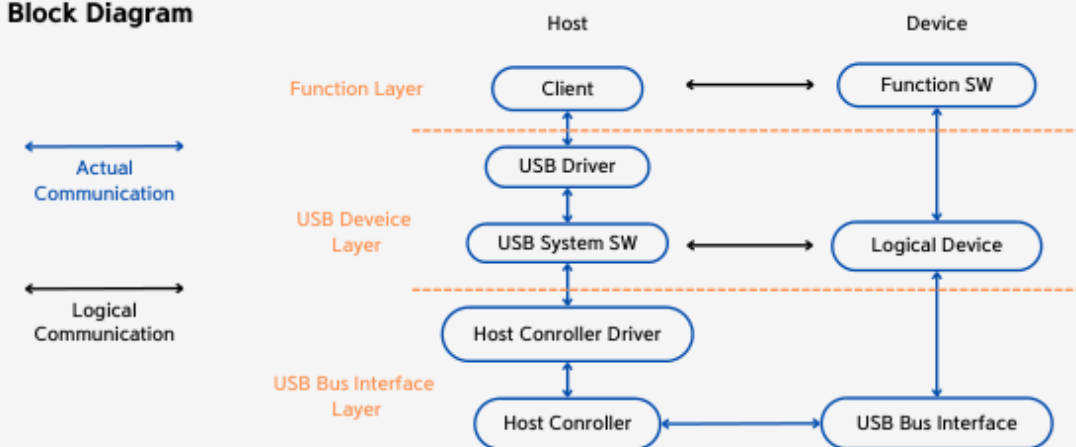 Block Diagram
Host
Device
Function Layer
Client
Function SW
Actual
Communication
USB Driver
USB Deveice
Layer
USB System SW
Logical Device
Logical
Communication
Host Conroller Driver
USB Bus Interface
Layer
Host Conroller
USB Bus Interface